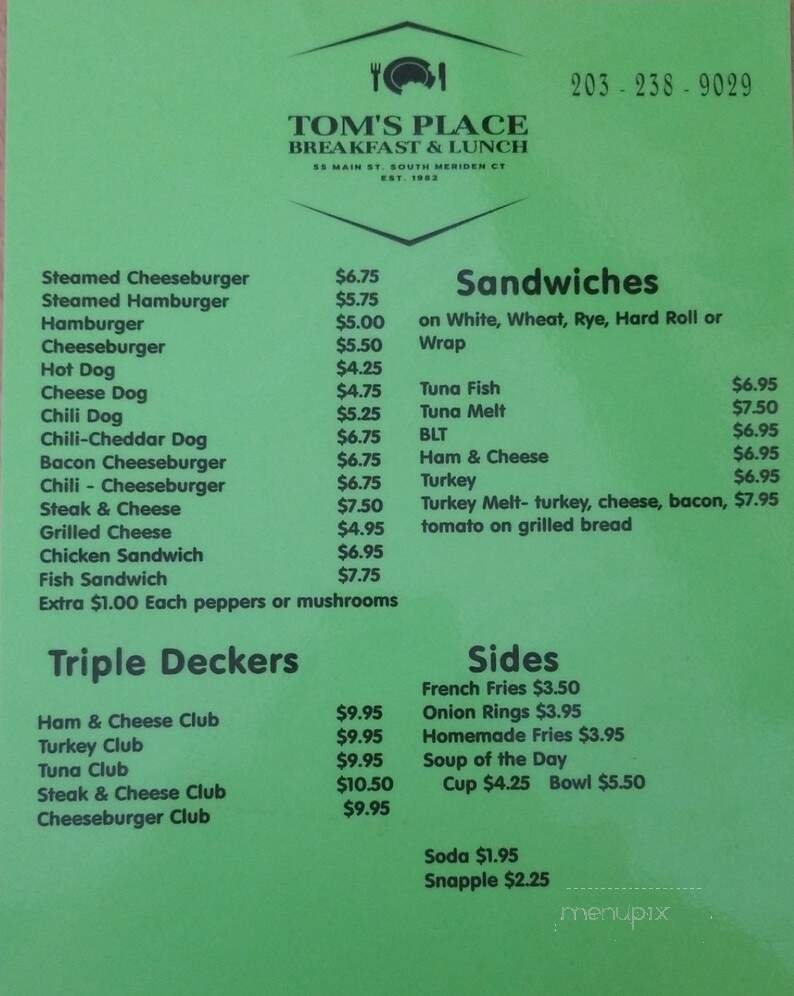 TOM'S PLACE
BREAKFAST & LUNCH
55 MAIN ST. SOUTH MERIDEN CT
EST. 1982
203 - 238 - 9029
Steamed Cheeseburger $6.75
Steamed Hamburger $5.75
Hamburger $5.00
Cheeseburger $5.50
Hot Dog $4.25
Cheese Dog $4.75
Chili Dog $5.25
Chili-Cheddar Dog $6.75
Bacon Cheeseburger $6.75
Chili - Cheeseburger $6.75
Steak & Cheese $7.50
Grilled Cheese $4.95
Chicken Sandwich $6.95
Fish Sandwich $7.75
Extra $1.00 Each peppers or mushrooms
Sandwiches
on White, Wheat, Rye, Hard Roll or
Wrap
Tuna Fish $6.95
Tuna Melt $7.50
BLT $6.95
Ham & Cheese $6.95
Turkey $6.95
Turkey Melt- turkey, cheese, bacon, $7.95
tomato on grilled bread
Triple Deckers
Ham & Cheese Club $9.95
Turkey Club $9.95
Tuna Club $9.95
Steak & Cheese Club $10.50
Cheeseburger Club $9.95
Sides
French Fries $3.50
Onion Rings $3.95
Homemade Fries $3.95
Soup of the Day
Cup $4.25 Bowl $5.50
Soda $1.95
Snapple $2.25
menupix